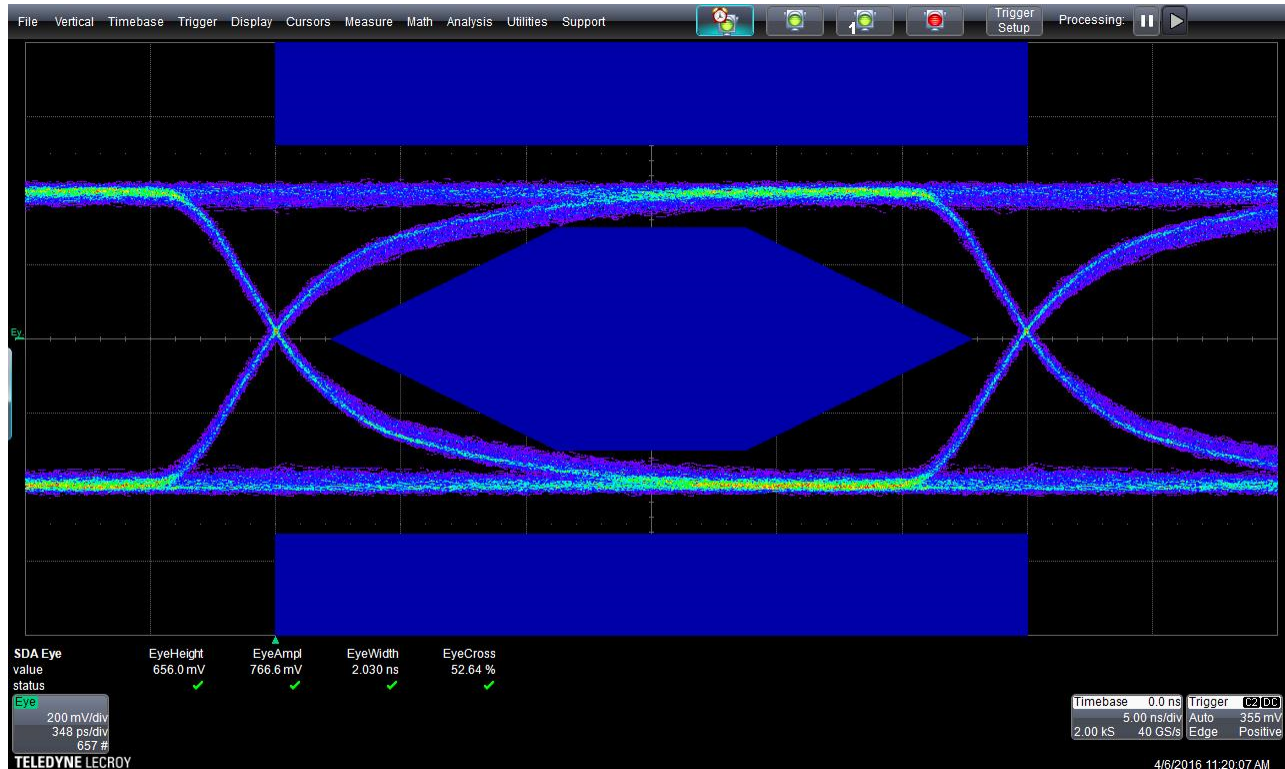 File Vertical Timebase Trigger Display Cursors Measure Math Analysis Utilities Support
1
Trigger
Setup
Processing:
Ey
SDA Eye EyeHeight EyeAmpl EyeWidth EyeCross
value 656.0 mV 766.6 mV 2.030 ns 52.64 %
status
Eye
200 mV/div
348 ps/div
657 #
Timebase 0.0 ns
5.00 ns/div
2.00 kS 40 GS/s
Trigger C2 DC
Auto 355 mV
Edge Positive
TELEDYNE LECROY
4/6/2016 11:20:07 AM